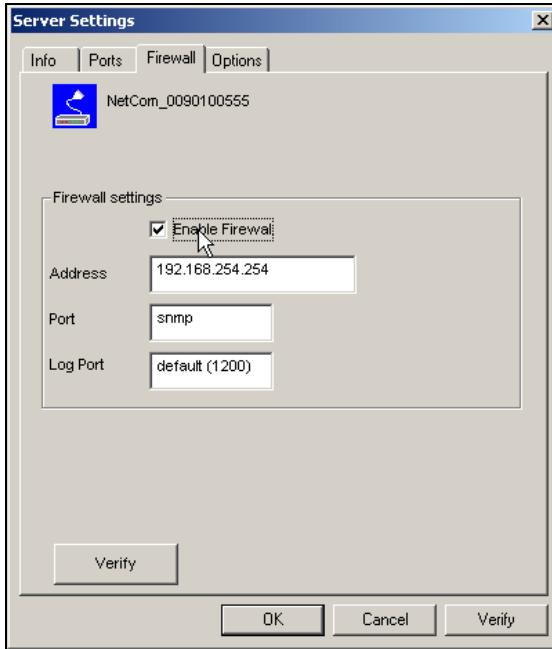 Server Settings
Info Ports Firewall Options
NetCom_0090100555
Firewall settings
Enable Firewal
Address 192.168.254.254
Port snmp
Log Port default (1200)
Verify
OK Cancel Verify